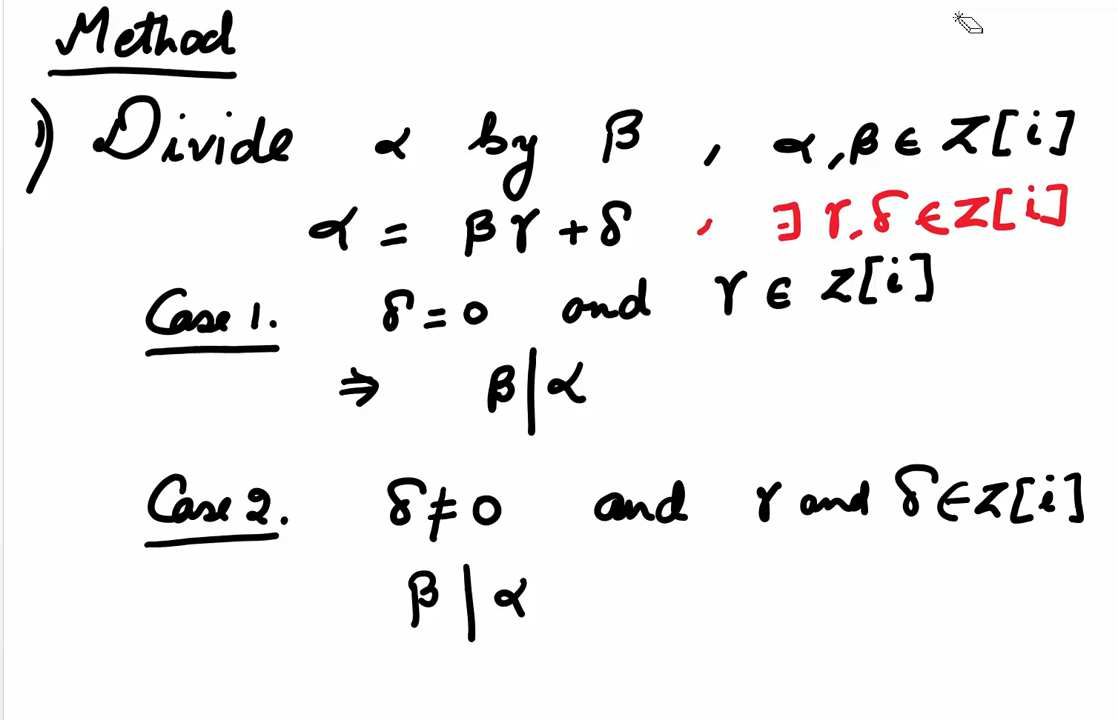 Method
1) Divide α by β , α,β ∈ Z[i]
α = βγ + δ , ∃ γ,δ ∈ Z[i]
Case 1. δ = 0 and γ ∈ Z[i]
⇒ β | α
Case 2. δ ≠ 0 and γ and δ ∈ Z[i]
β | α